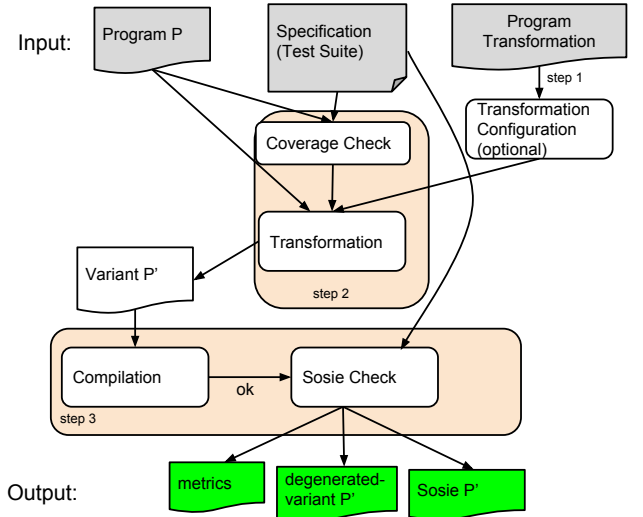 Input:
Program P
Specification
(Test Suite)
Program
Transformation
step 1
Transformation
Configuration
(optional)
Coverage Check
Transformation
step 2
Variant P'
Compilation
ok
Sosie Check
step 3
Output:
metrics
degenerated-
variant P'
Sosie P'